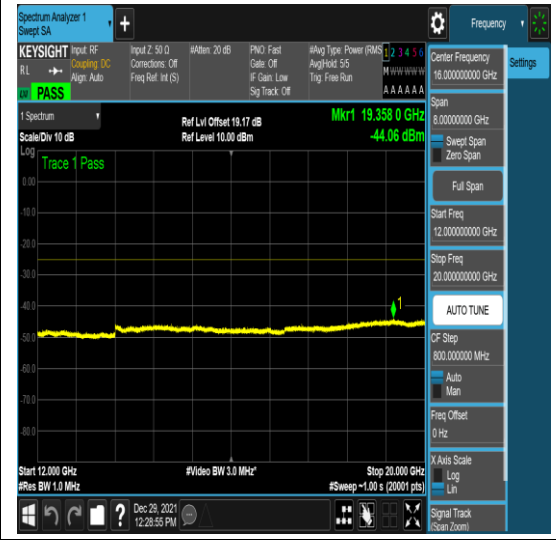 Spectrum Analyzer 1
Swept SA
+
Frequency
KEYSIGHT
RL
LXI
PASS
Input: RF
Coupling: DC
Align: Auto
Input Z: 50 Ω
Corrections: Off
Freq Ref: Int (S)
#Atten: 20 dB
PNO: Fast
Gate: Off
IF Gain: Low
Sig Track: Off
#Avg Type: Power (RMS
Avg|Hold: 5/5
Trig: Free Run
1 2 3 4 5 6
M W W W W W
A A A A A A
Settings
Center Frequency
16.000000000 GHz
Span
8.00000000 GHz
Swept Span
Zero Span
Full Span
Start Freq
12.000000000 GHz
Stop Freq
20.000000000 GHz
AUTO TUNE
CF Step
800.000000 MHz
Auto
Man
Freq Offset
0 Hz
X Axis Scale
Log
Lin
Signal Track
(Span Zoom)
1 Spectrum
Scale/Div 10 dB
Ref Lvl Offset 19.17 dB
Ref Level 10.00 dBm
Mkr1 19.358 0 GHz
-44.06 dBm
Log
Trace 1 Pass
0.00
-10.0
-20.0
-30.0
-40.0
-50.0
-60.0
-70.0
-80.0
1
Start 12.000 GHz
#Res BW 1.0 MHz
#Video BW 3.0 MHz*
Stop 20.000 GHz
#Sweep ~1.00 s (20001 pts)
?
Dec 29, 2021
12:28:55 PM